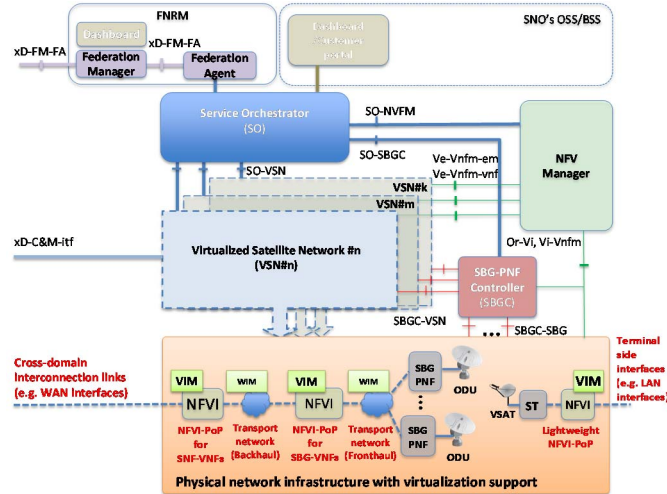 FNRM
SNO's OSS/BSS
Dashboard
Dashboard
Customer
portal
xD-FM-FA
xD-FM-FA
Federation
Manager
Federation
Agent
Service Orchestrator
(SO)
SO-NVFM
SO-SBGC
SO-VSN
NFV
Manager
Ve-Vnfm-em
Ve-Vnfm-vnf
VSN#k
VSN#m
Virtualized Satellite Network #n
(VSN#n)
xD-C&M-itf
Or-Vi, Vi-Vnfm
SBG-PNF
Controller
(SBGC)
SBGC-VSN
SBGC-SBG
...
Cross-domain
Interconnection links
(e.g. WAN Interfaces)
Terminal
side
interfaces
(e.g. LAN
interfaces)
VIM
NFVI
WIM
VIM
NFVI
WIM
SBG
PNF
ODU
SBG
PNF
ODU
VSAT
ST
VIM
NFVI
NFVI-PoP
for
SNF-VNFs
Transport
network
(Backhaul)
NFVI-PoP
for
SBG-VNFs
Transport
network
(Fronthaul)
Lightweight
NFVI-PoP
Physical network infrastructure with virtualization support